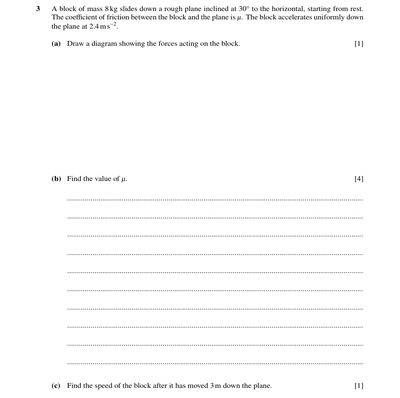 3 A block of mass 8 kg slides down a rough plane inclined at 30° to the horizontal, starting from rest.
The coefficient of friction between the block and the plane is μ. The block accelerates uniformly down
the plane at 2.4 m s⁻².
(a) Draw a diagram showing the forces acting on the block. [1]
(b) Find the value of μ. [4]
(c) Find the speed of the block after it has moved 3 m down the plane. [1]